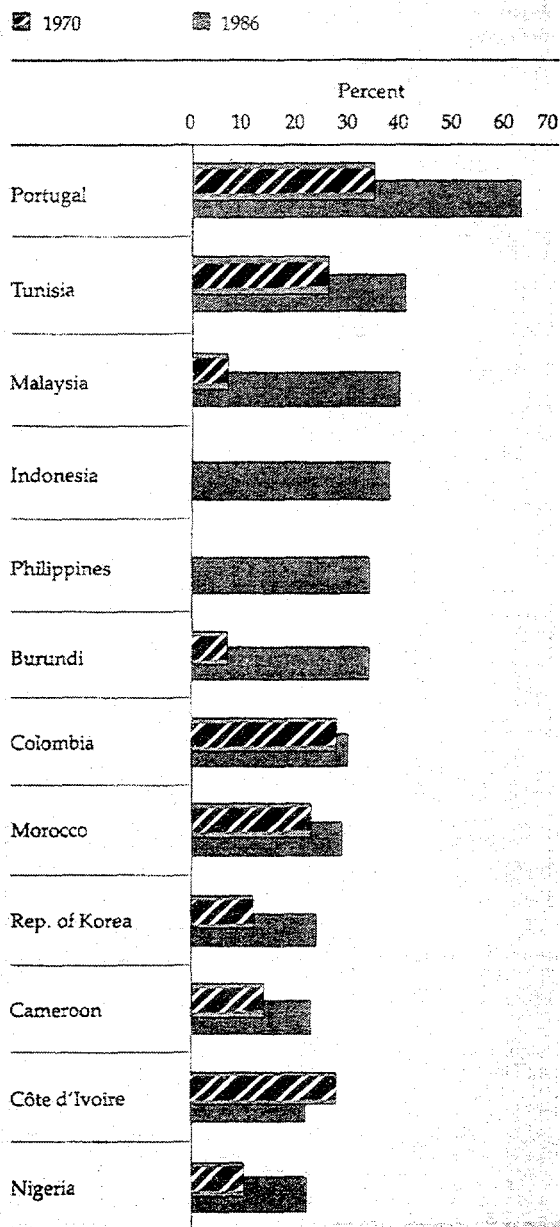 1970 1986
Percent
0 10 20 30 40 50 60 70
Portugal
Tunisia
Malaysia
Indonesia
Philippines
Burundi
Colombia
Morocco
Rep. of Korea
Cameroon
Côte d'Ivoire
Nigeria